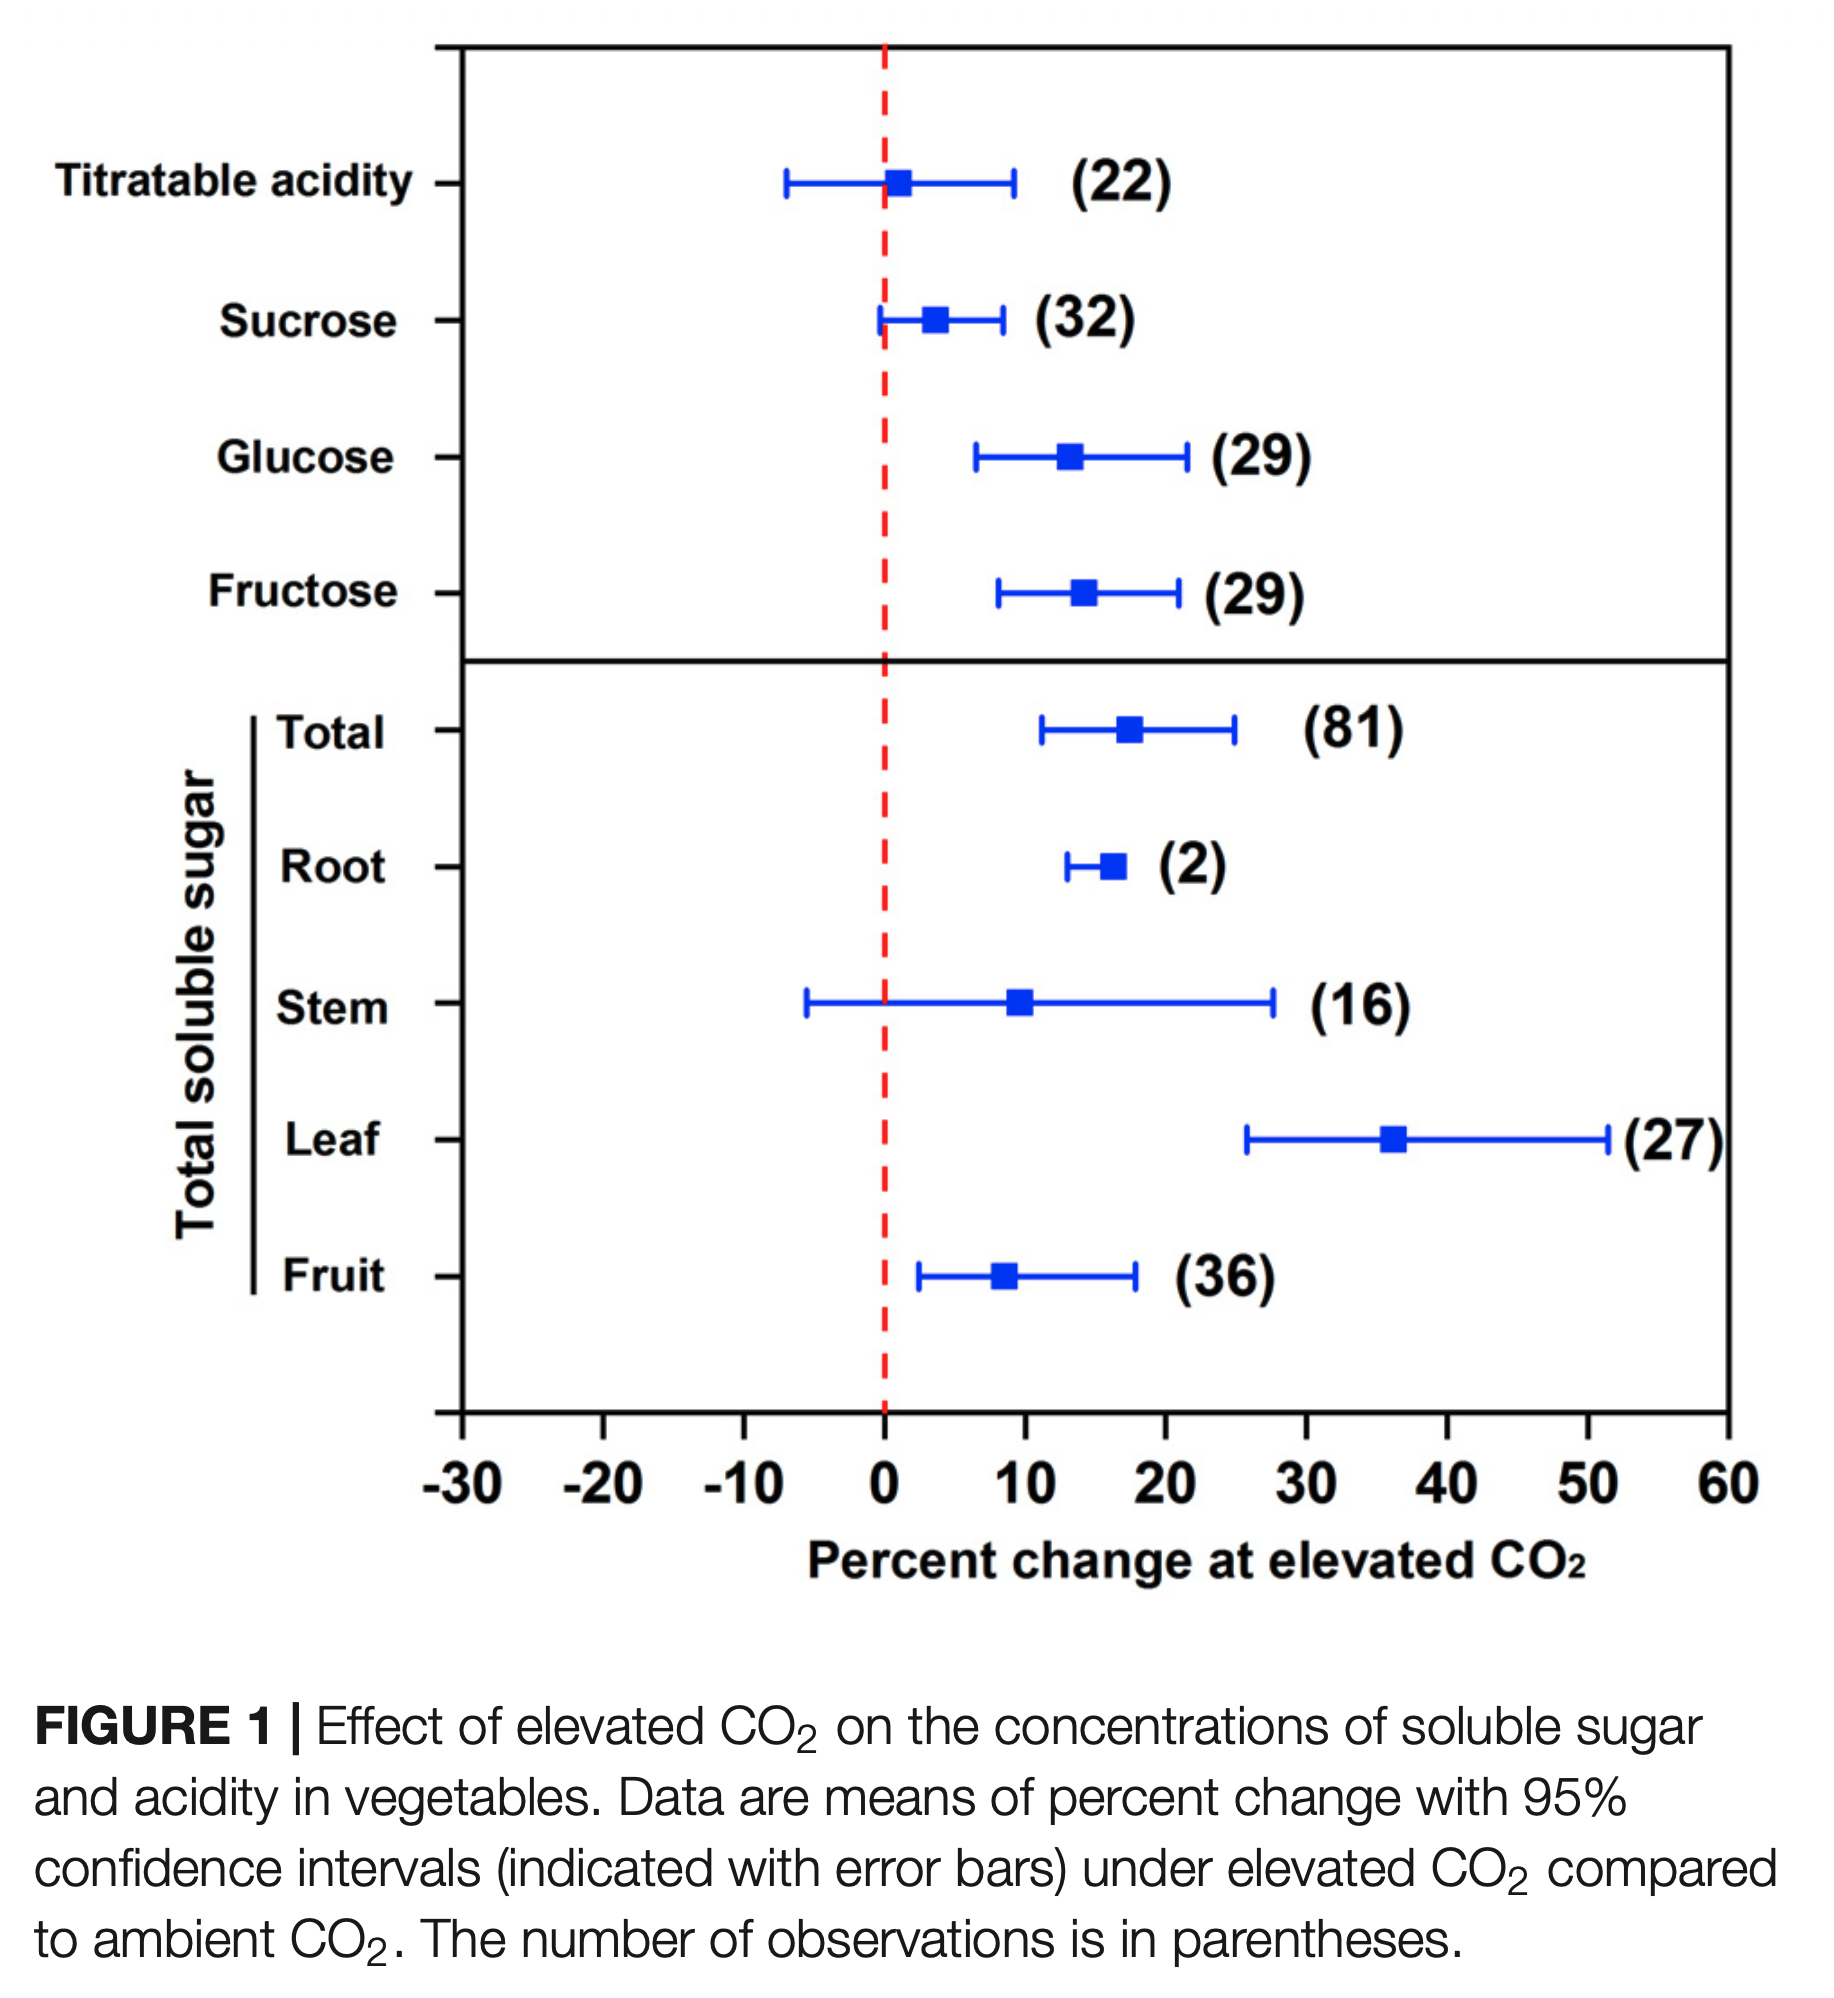 Titratable acidity
(22)
Sucrose
(32)
Glucose
(29)
Fructose
(29)
Total soluble sugar
Total
(81)
Root
(2)
Stem
(16)
Leaf
(27)
Fruit
(36)
-30 -20 -10 0 10 20 30 40 50 60
Percent change at elevated CO₂
FIGURE 1 | Effect of elevated CO₂ on the concentrations of soluble sugar
and acidity in vegetables. Data are means of percent change with 95%
confidence intervals (indicated with error bars) under elevated CO₂ compared
to ambient CO₂. The number of observations is in parentheses.